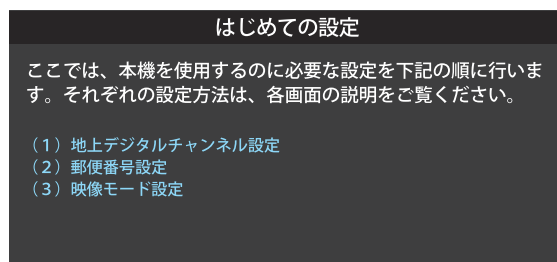 はじめての設定
ここでは、本機を使用するのに必要な設定を下記の順に行いま
す。それぞれの設定方法は、各画面の説明をご覧ください。
（1）地上デジタルチャンネル設定
（2）郵便番号設定
（3）映像モード設定